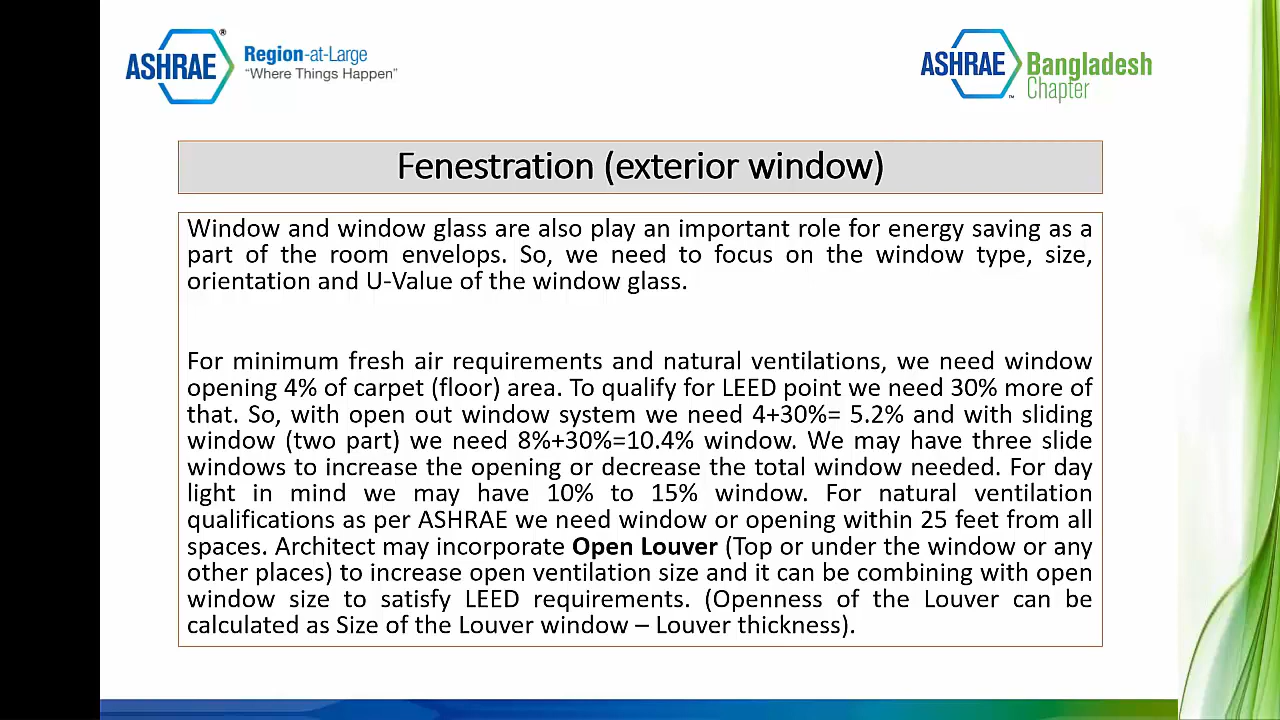 ASHRAE® Region-at-Large
"Where Things Happen"
ASHRAE™ Bangladesh
Chapter
Fenestration (exterior window)
Window and window glass are also play an important role for energy saving as a
part of the room envelops. So, we need to focus on the window type, size,
orientation and U-Value of the window glass.
For minimum fresh air requirements and natural ventilations, we need window
opening 4% of carpet (floor) area. To qualify for LEED point we need 30% more of
that. So, with open out window system we need 4+30%= 5.2% and with sliding
window (two part) we need 8%+30%=10.4% window. We may have three slide
windows to increase the opening or decrease the total window needed. For day
light in mind we may have 10% to 15% window. For natural ventilation
qualifications as per ASHRAE we need window or opening within 25 feet from all
spaces. Architect may incorporate Open Louver (Top or under the window or any
other places) to increase open ventilation size and it can be combining with open
window size to satisfy LEED requirements. (Openness of the Louver can be
calculated as Size of the Louver window – Louver thickness).